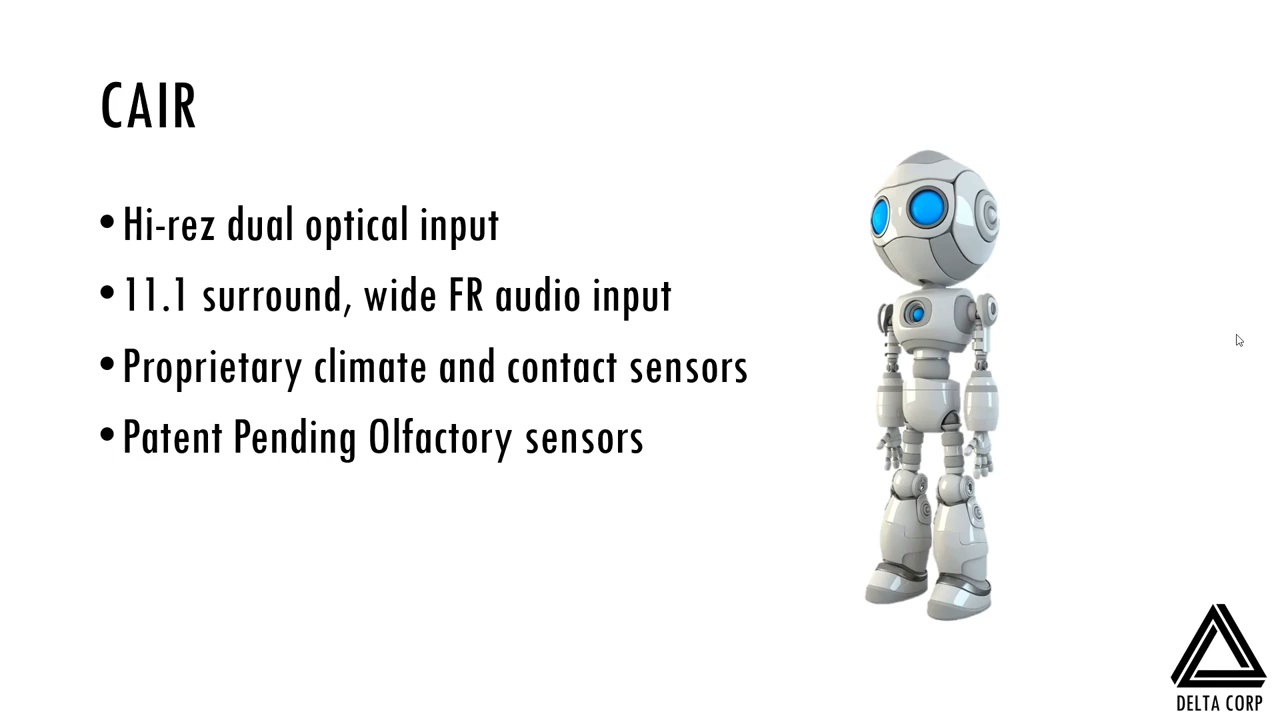 CAIR
• Hi-rez dual optical input
• 11.1 surround, wide FR audio input
• Proprietary climate and contact sensors
• Patent Pending Olfactory sensors
DELTA CORP